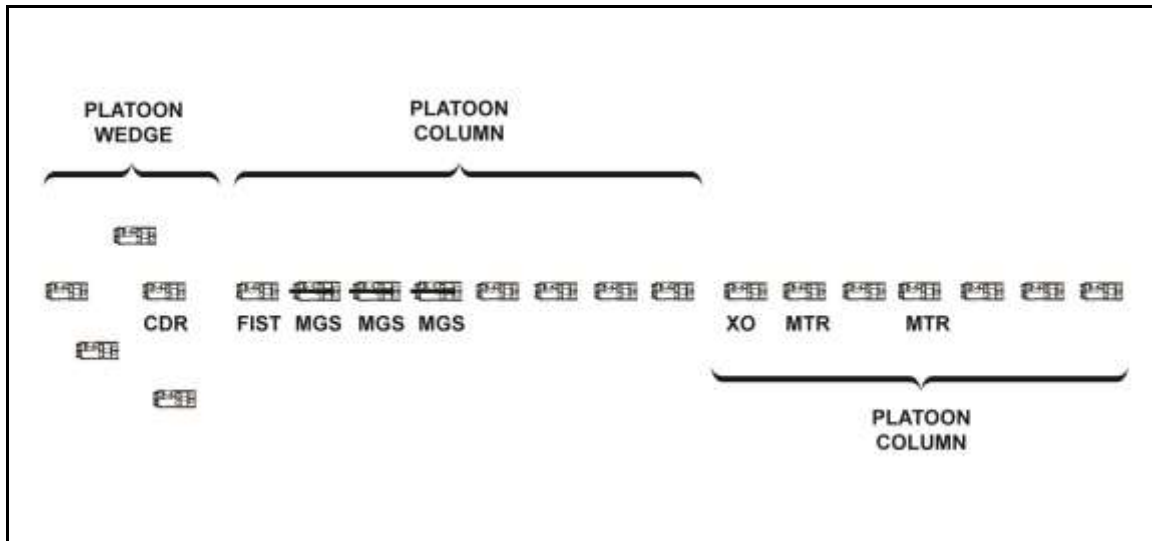 PLATOON
WEDGE
PLATOON
COLUMN
CDR
FIST MGS MGS MGS
XO MTR MTR
PLATOON
COLUMN